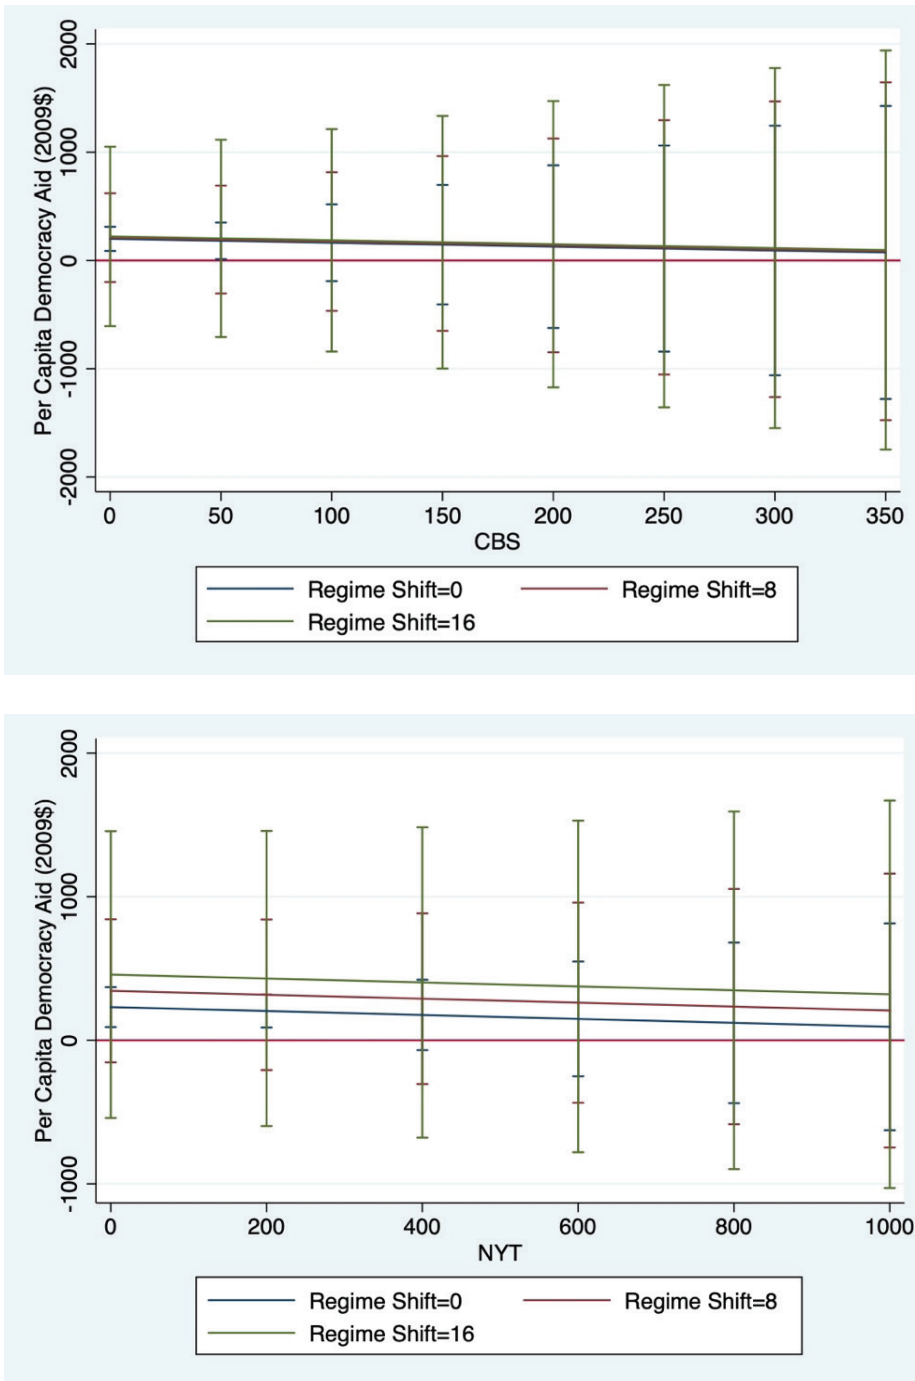 Per Capita Democracy Aid (2009$)
2000
1000
0
-1000
-2000
0 50 100 150 200 250 300 350
CBS
Regime Shift=0 Regime Shift=8
Regime Shift=16
Per Capita Democracy Aid (2009$)
2000
1000
0
-1000
0 200 400 600 800 1000
NYT
Regime Shift=0 Regime Shift=8
Regime Shift=16